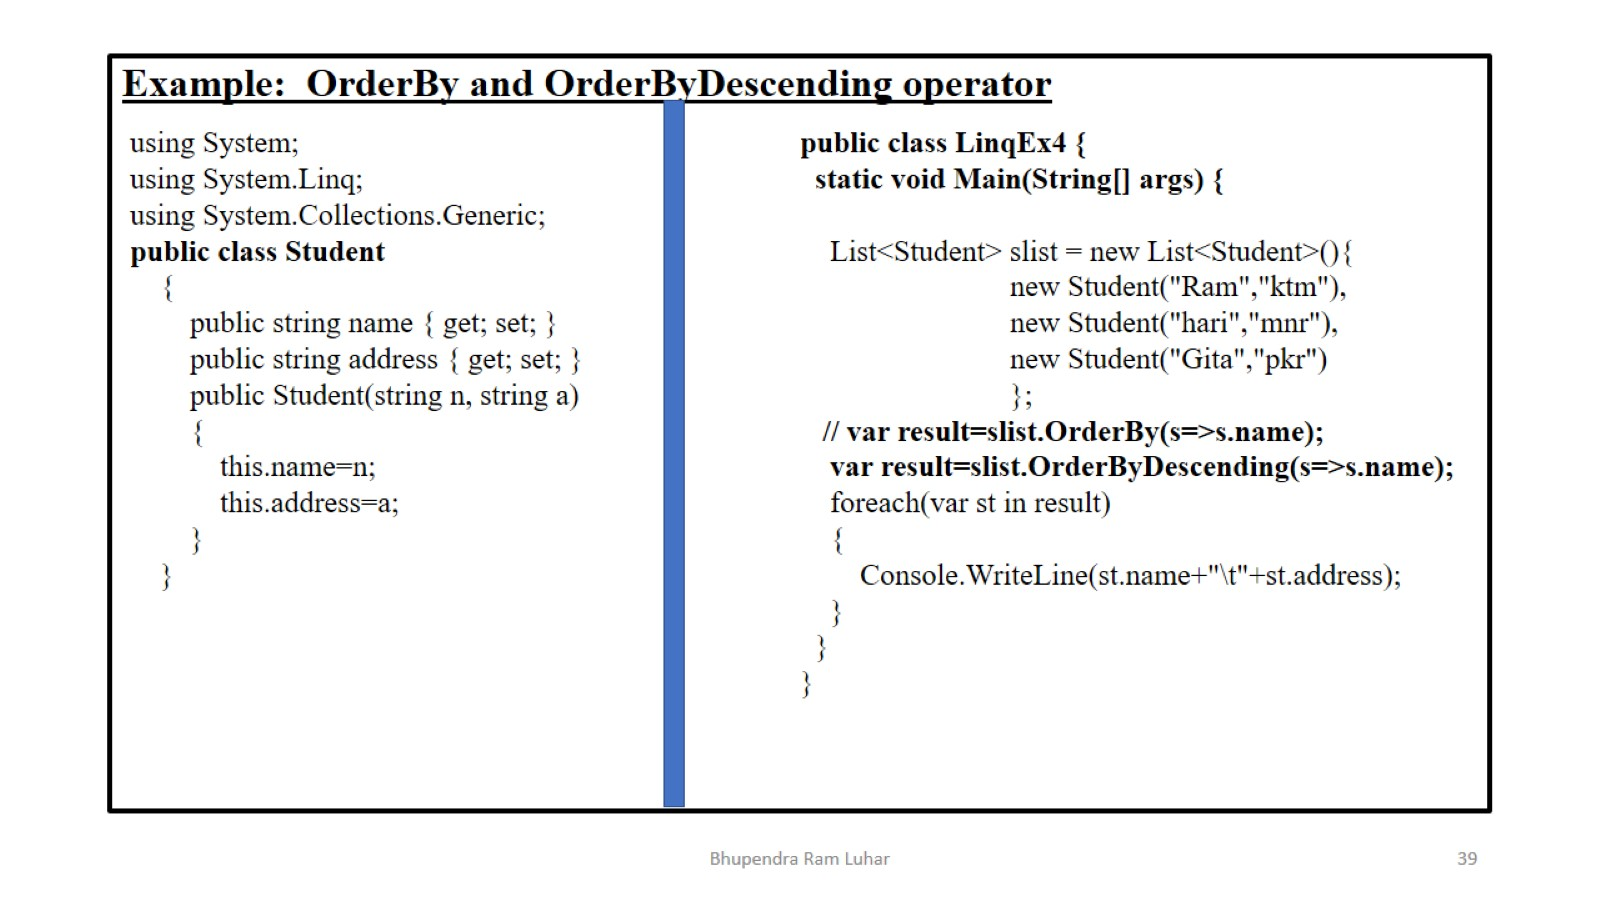 Example:  OrderBy and OrderByDescending operator
using System;
using System.Linq;
using System.Collections.Generic;
public class Student
{
public string name { get; set; }
public string address { get; set; }
public Student(string n, string a)
{
this.name=n;
this.address=a;
}
}
public class LinqEx4 {
static void Main(String[] args) {
List<Student> slist = new List<Student>(){
new Student("Ram","ktm"),
new Student("hari","mnr"),
new Student("Gita","pkr")
};
// var result=slist.OrderBy(s=>s.name);
var result=slist.OrderByDescending(s=>s.name);
foreach(var st in result)
{
Console.WriteLine(st.name+"\t"+st.address);
}
}
}
Bhupendra Ram Luhar
39